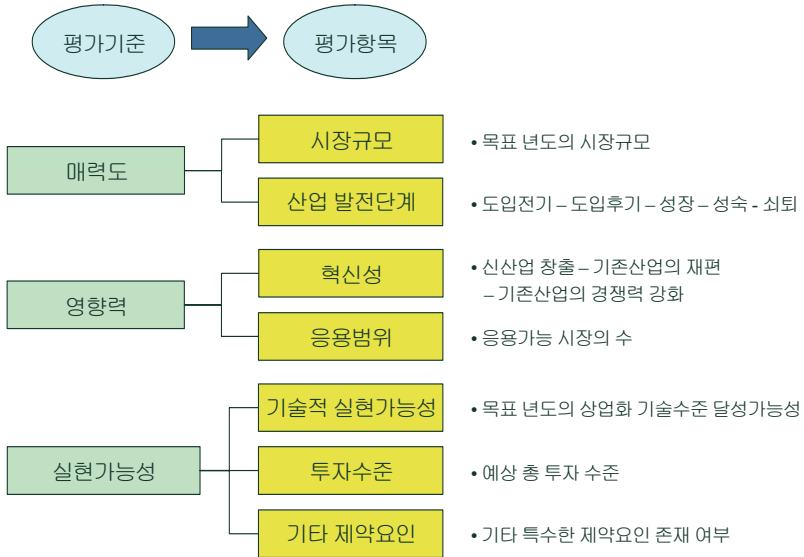 평가기준
평가항목
매력도
시장규모
• 목표 년도의 시장규모
산업 발전단계
• 도입전기 – 도입후기 – 성장 – 성숙 - 쇠퇴
영향력
혁신성
• 신산업 창출 – 기존산업의 재편
– 기존산업의 경쟁력 강화
응용범위
• 응용가능 시장의 수
실현가능성
기술적 실현가능성
• 목표 년도의 상업화 기술수준 달성가능성
투자수준
• 예상 총 투자 수준
기타 제약요인
• 기타 특수한 제약요인 존재 여부